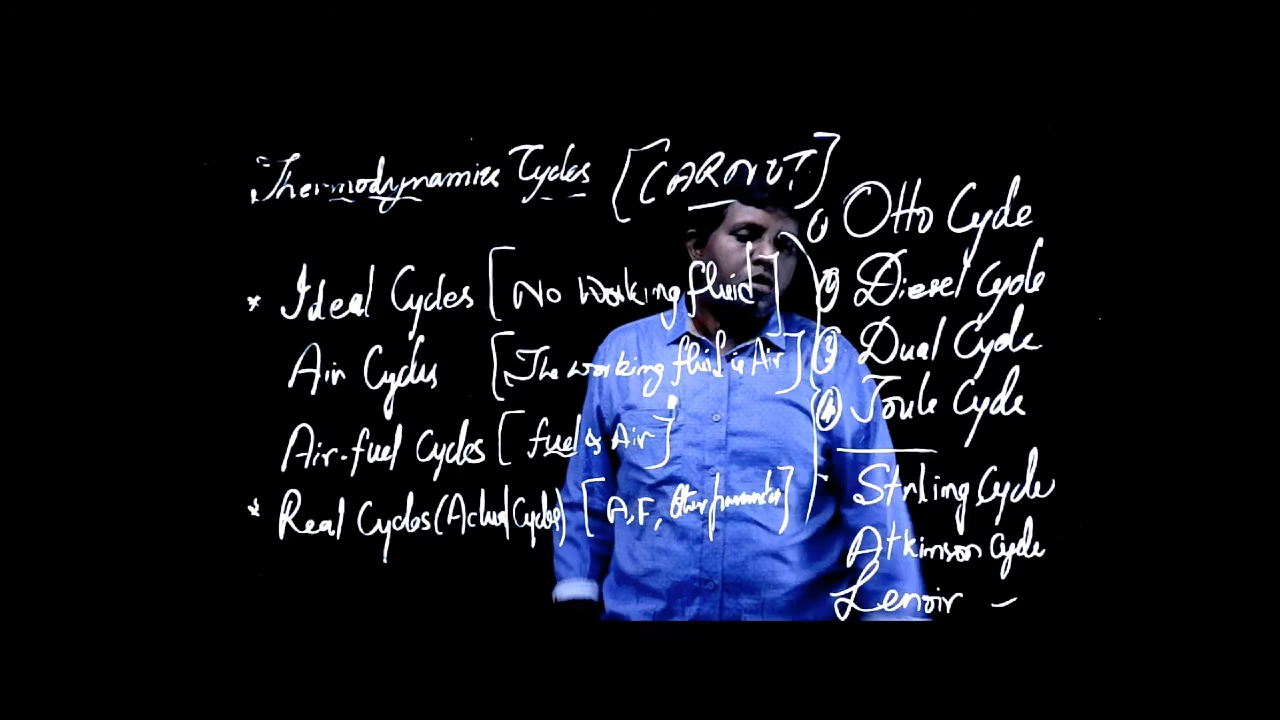 Thermodynamics Cycles [CARNOT]
* Ideal Cycles [No working fluid]
Air Cycles [The working fluid is Air]
Air-fuel Cycles [fuel & Air]
* Real Cycles (Actual Cycles) [A, F, Other parameters]
① Otto Cycle
② Diesel Cycle
③ Dual Cycle
④ Joule Cycle
Strling Cycle
Atkinson Cycle
Lenoir –